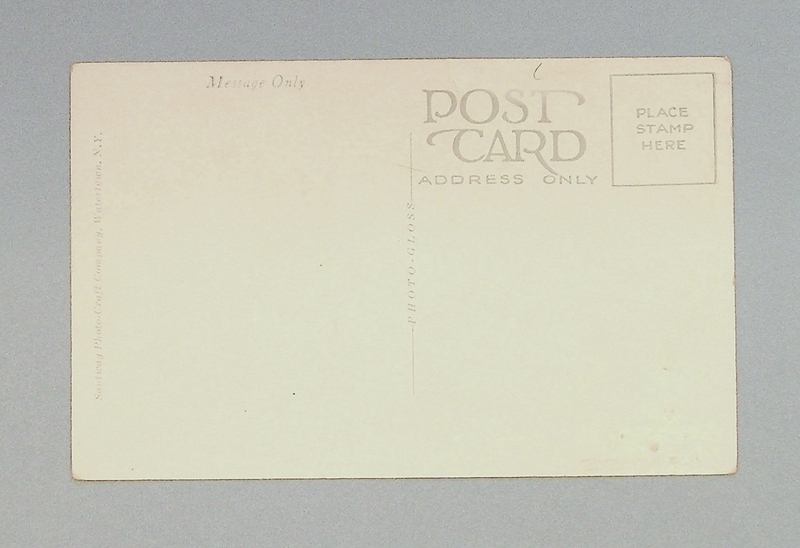 Message Only
POST
CARD
ADDRESS ONLY
PLACE
STAMP
HERE
PHOTO-GLOSS
Santway Photo-Craft Company, Watertown, N.Y.